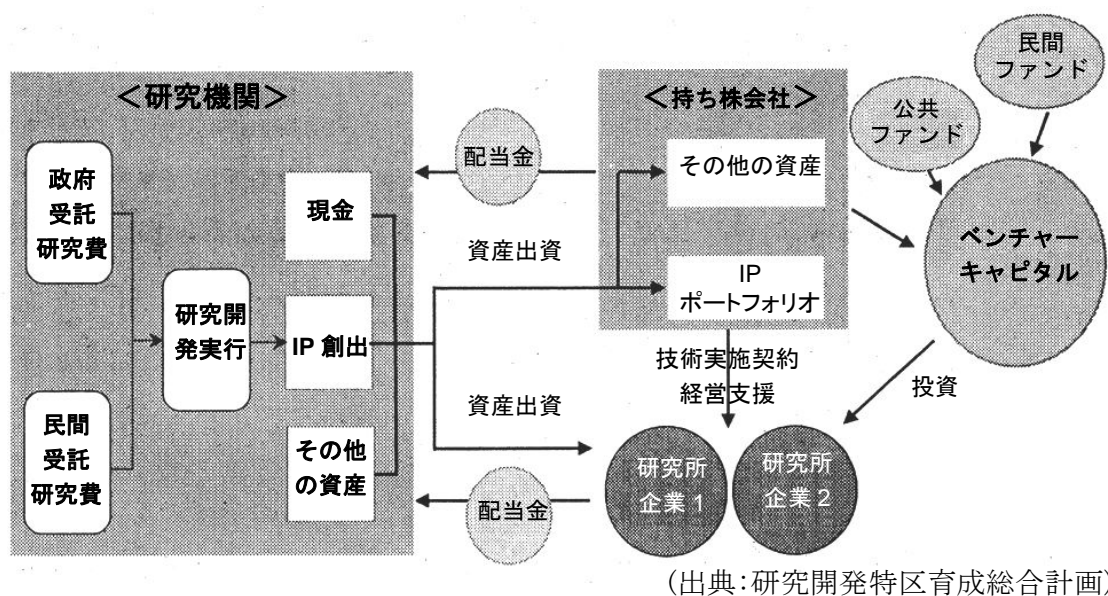 <研究機関>
政府
受託
研究費
民間
受託
研究費
研究開
発実行
現金
IP 創出
その他
の資産
配当金
資産出資
資産出資
配当金
<持ち株会社>
その他の資産
IP
ポートフォリオ
技術実施契約
経営支援
研究所
企業 1
研究所
企業 2
公共
ファンド
民間
ファンド
ベンチャー
キャピタル
投資
(出典:研究開発特区育成総合計画)